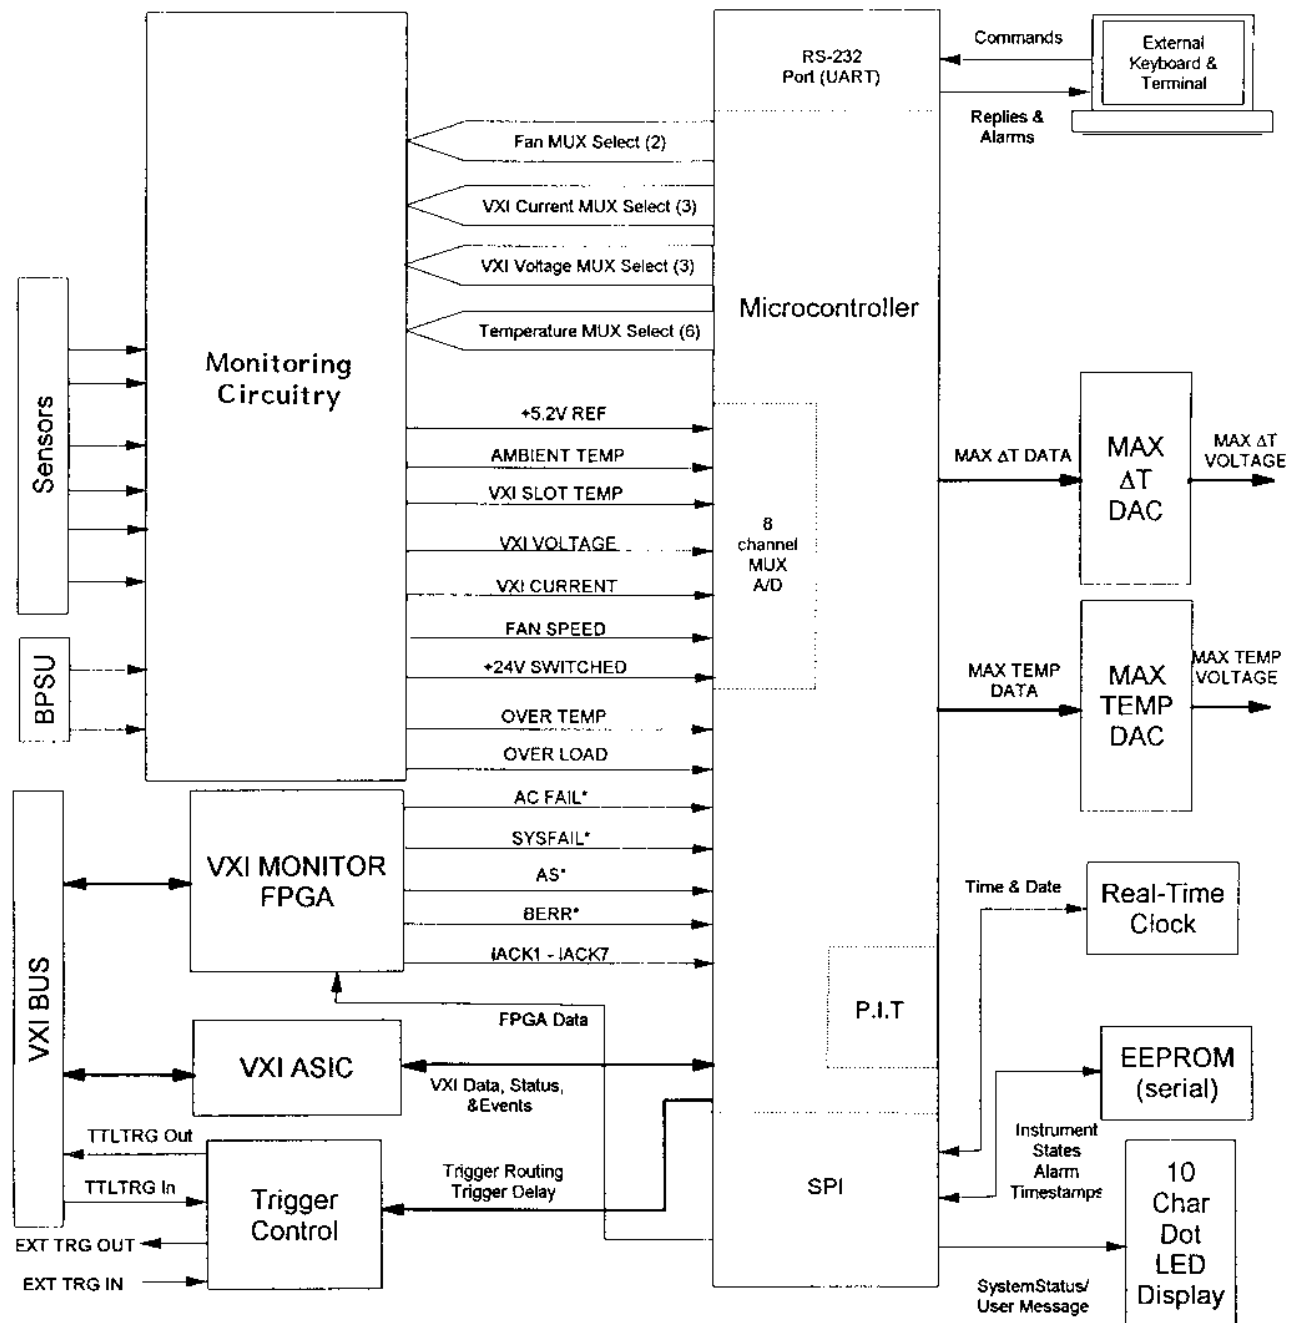 Commands
External
Keyboard &
Terminal
RS-232
Port (UART)
Replies &
Alarms
Fan MUX Select (2)
VXI Current MUX Select (3)
VXI Voltage MUX Select (3)
Microcontroller
Temperature MUX Select (6)
Monitoring
Circuitry
Sensors
+5.2V REF
AMBIENT TEMP
VXI SLOT TEMP
VXI VOLTAGE
VXI CURRENT
FAN SPEED
+24V SWITCHED
OVER TEMP
OVER LOAD
8
channel
MUX
A/D
MAX ΔT DATA
MAX
ΔT
DAC
MAX ΔT
VOLTAGE
MAX TEMP
DATA
MAX
TEMP
DAC
MAX TEMP
VOLTAGE
BPSU
VXI BUS
VXI MONITOR
FPGA
AC FAIL*
SYSFAIL*
AS*
BERR*
IACK1 - IACK7
FPGA Data
Time & Date
Real-Time
Clock
P.I.T
VXI ASIC
VXI Data, Status,
&Events
EEPROM
(serial)
Instrument
States
Alarm
Timestamps
TTLTRG Out
TTLTRG In
EXT TRG OUT
EXT TRG IN
Trigger
Control
Trigger Routing
Trigger Delay
SPI
10
Char
Dot
LED
Display
SystemStatus/
User Message